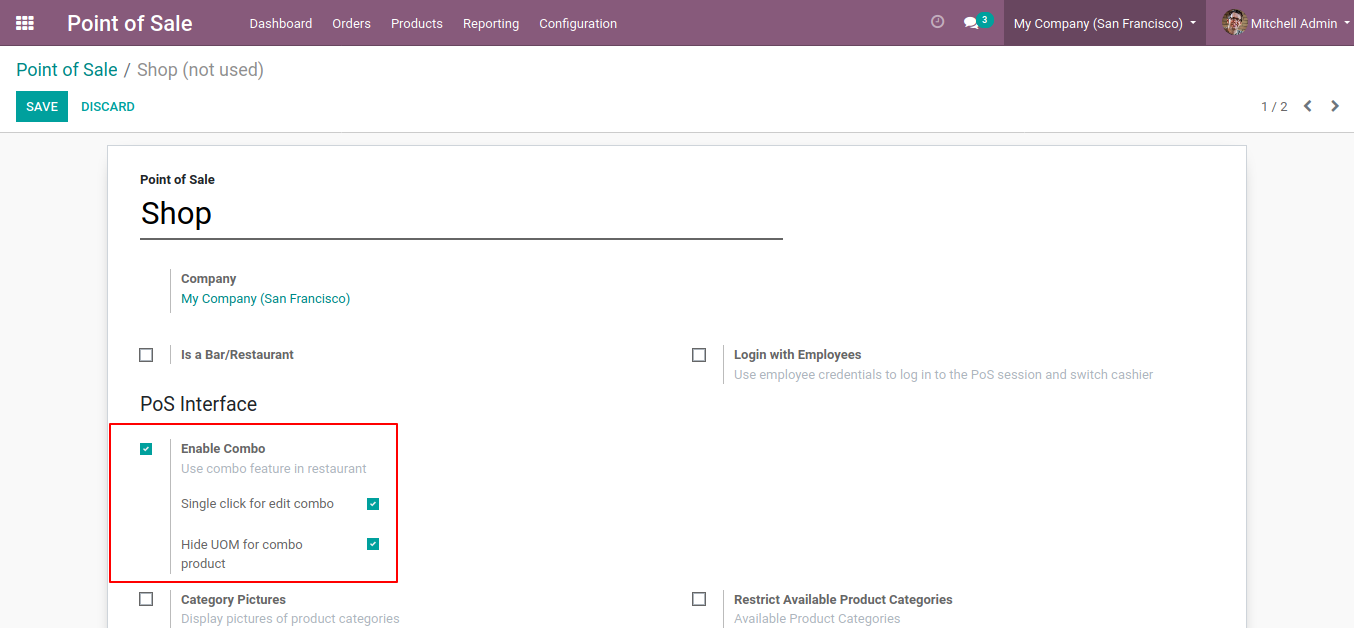 Point of Sale Dashboard Orders Products Reporting Configuration 3 My Company (San Francisco) Mitchell Admin
Point of Sale / Shop (not used)
SAVE DISCARD 1 / 2
Point of Sale
Shop
Company
My Company (San Francisco)
Is a Bar/Restaurant
Login with Employees
Use employee credentials to log in to the PoS session and switch cashier
PoS Interface
Enable Combo
Use combo feature in restaurant
Single click for edit combo
Hide UOM for combo
product
Category Pictures
Display pictures of product categories
Restrict Available Product Categories
Available Product Categories